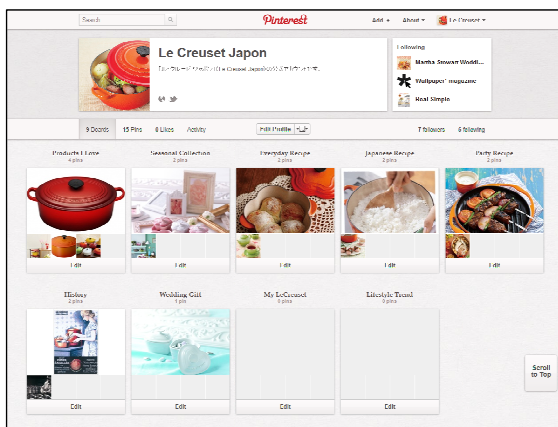 Search
Pinterest
Add +
About
Le Creuset
Le Creuset Japon
Following
Martha Stewart Weddi...
Wallpaper* magazine
Real Simple
9 Boards
15 Pins
0 Likes
Activity
Edit Profile
7 followers
6 following
Products I Love
4 pins
Seasonal Collection
2 pins
Everyday Recipe
2 pins
Japanese Recipe
2 pins
Party Recipe
2 pins
Edit
Edit
Edit
Edit
Edit
History
2 pins
Wedding Gift
1 pin
My LeCreuset
0 pins
Lifestyle Trend
0 pins
Edit
Edit
Edit
Edit
Scroll
to Top